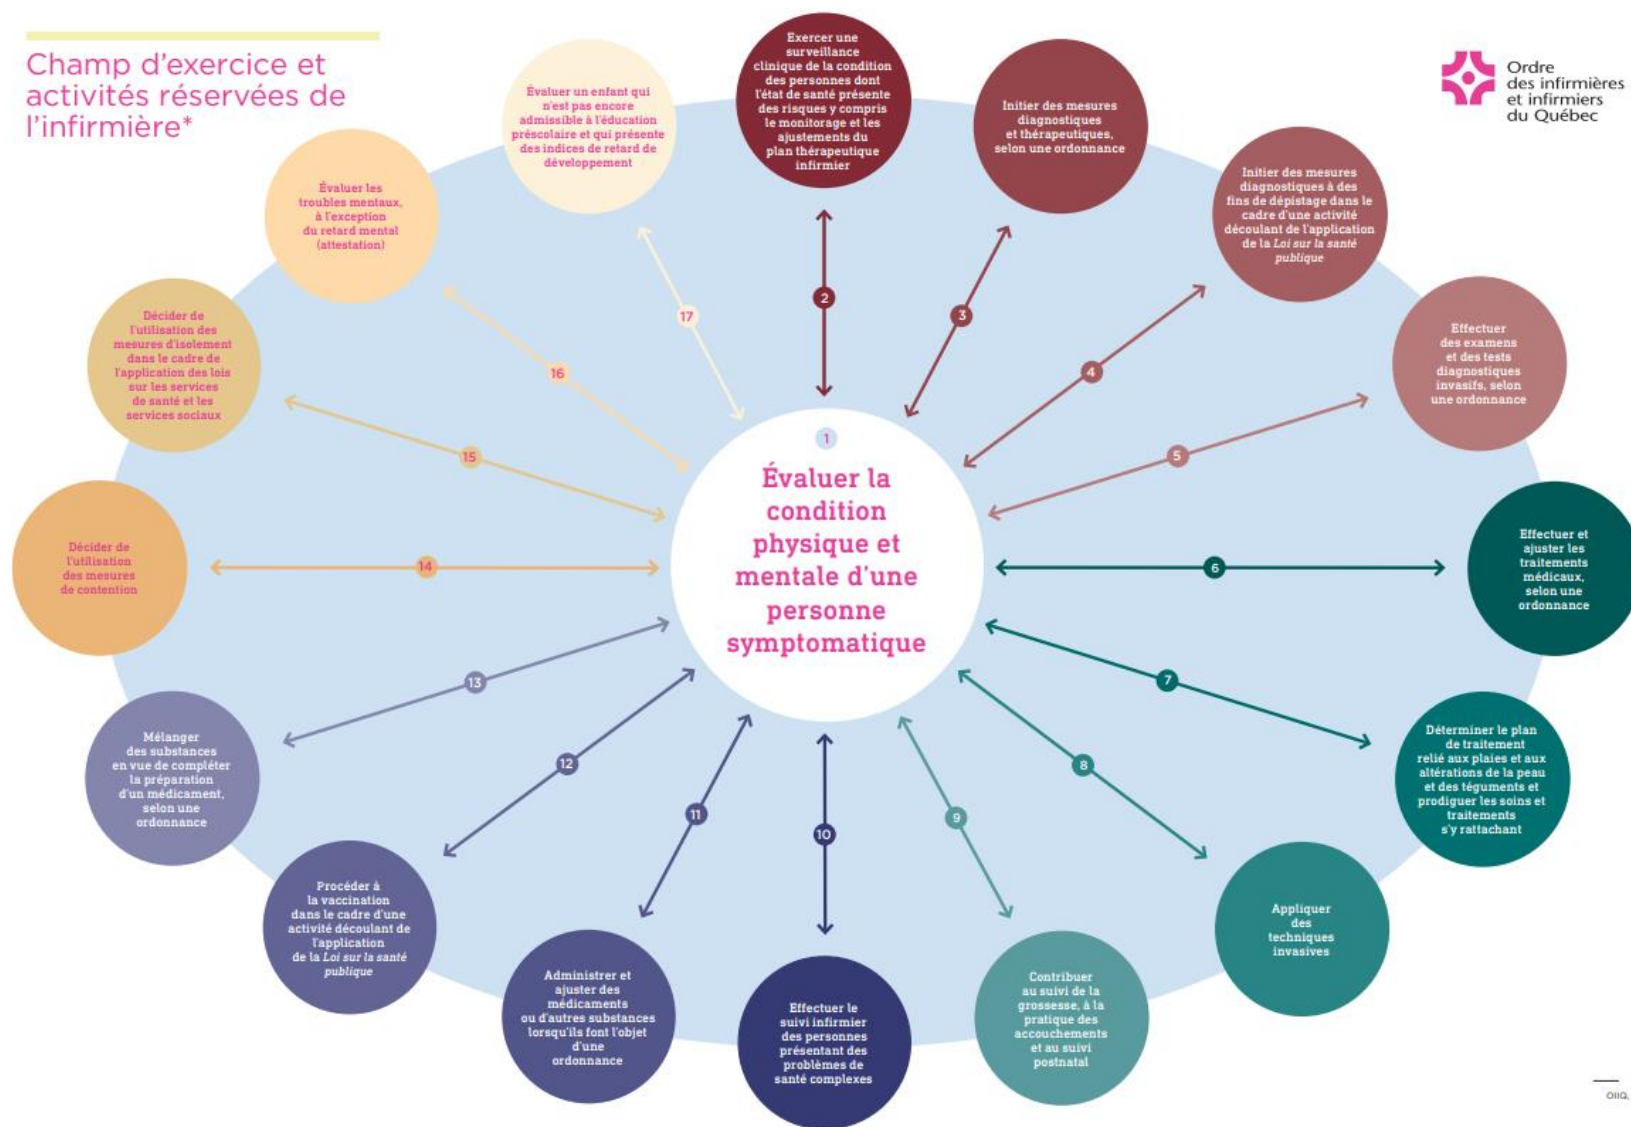 Champ d'exercice et
activités réservées de
l'infirmière*
Ordre
des infirmières
et infirmiers
du Québec
1
Évaluer la
condition
physique et
mentale d'une
personne
symptomatique
2
Exercer une
surveillance
clinique de la condition
des personnes dont
l'état de santé présente
des risques y compris
le monitorage et les
ajustements du
plan thérapeutique
infirmier
3
Initier des mesures
diagnostiques
et thérapeutiques,
selon une ordonnance
4
Initier des mesures
diagnostiques à des
fins de dépistage dans le
cadre d'une activité
découlant de l'application
de la Loi sur la santé
publique
5
Effectuer
des examens
et des tests
diagnostiques
invasifs, selon
une ordonnance
6
Effectuer et
ajuster les
traitements
médicaux,
selon une
ordonnance
7
Déterminer le plan
de traitement
relié aux plaies et aux
altérations de la peau
et des téguments et
prodiguer les soins et
traitements
s'y rattachant
8
Appliquer
des
techniques
invasives
9
Contribuer
au suivi de la
grossesse, à la
pratique des
accouchements
et au suivi
postnatal
10
Effectuer le
suivi infirmier
des personnes
présentant des
problèmes de
santé complexes
11
Administrer et
ajuster des
médicaments
ou d'autres substances
lorsqu'ils font l'objet
d'une
ordonnance
12
Procéder à
la vaccination
dans le cadre d'une
activité découlant de
l'application
de la Loi sur la santé
publique
13
Mélanger
des substances
en vue de compléter
la préparation
d'un médicament,
selon une
ordonnance
14
Décider de
l'utilisation
des mesures
de contention
15
Décider de
l'utilisation des
mesures d'isolement
dans le cadre de
l'application des lois
sur les services
de santé et les
services sociaux
16
Évaluer les
troubles mentaux,
à l'exception
du retard mental
(attestation)
17
Évaluer un enfant qui
n'est pas encore
admissible à l'éducation
préscolaire et qui présente
des indices de retard de
développement
OIIQ,